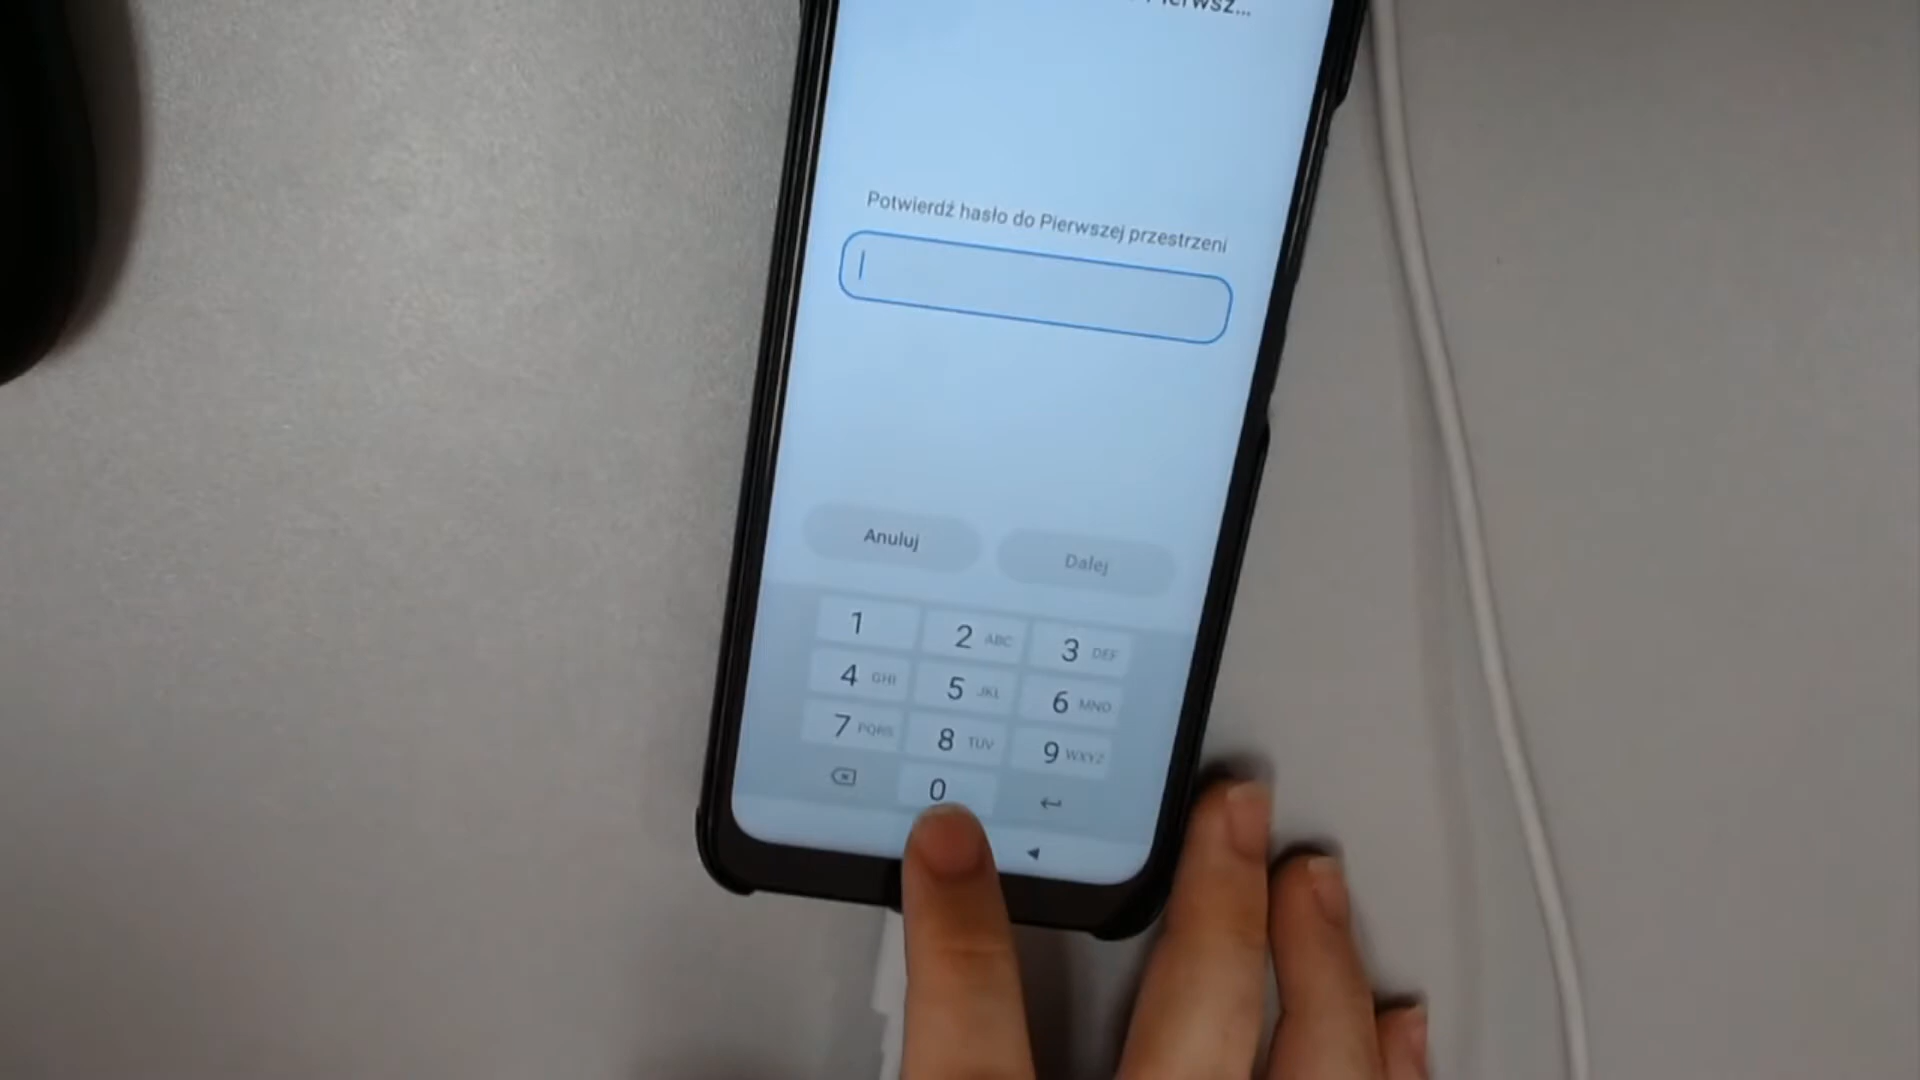 Potwierdź hasło do Pierwszej przestrzeni
Anuluj
Dalej
1
2 ABC
3 DEF
4 GHI
5 JKL
6 MNO
7 PQRS
8 TUV
9 WXYZ
0